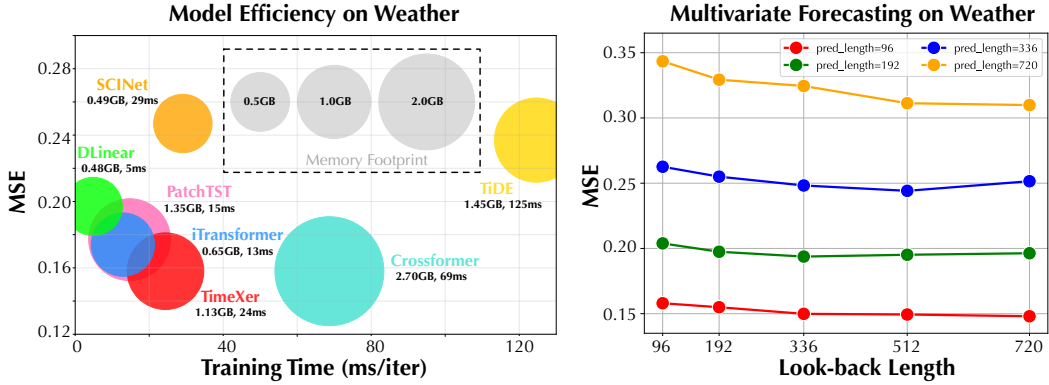 Model Efficiency on Weather
MSE
0.28
0.24
0.20
0.16
0.12
SCINet
0.49GB, 29ms
0.5GB
1.0GB
2.0GB
Memory Footprint
DLinear
0.48GB, 5ms
PatchTST
1.35GB, 15ms
iTransformer
0.65GB, 13ms
TimeXer
1.13GB, 24ms
Crossformer
2.70GB, 69ms
TiDE
1.45GB, 125ms
0
40
60
80
120
Training Time (ms/iter)
Multivariate Forecasting on Weather
pred_length=96
pred_length=192
pred_length=336
pred_length=720
MSE
0.35
0.30
0.25
0.20
0.15
96
192
336
512
720
Look-back Length